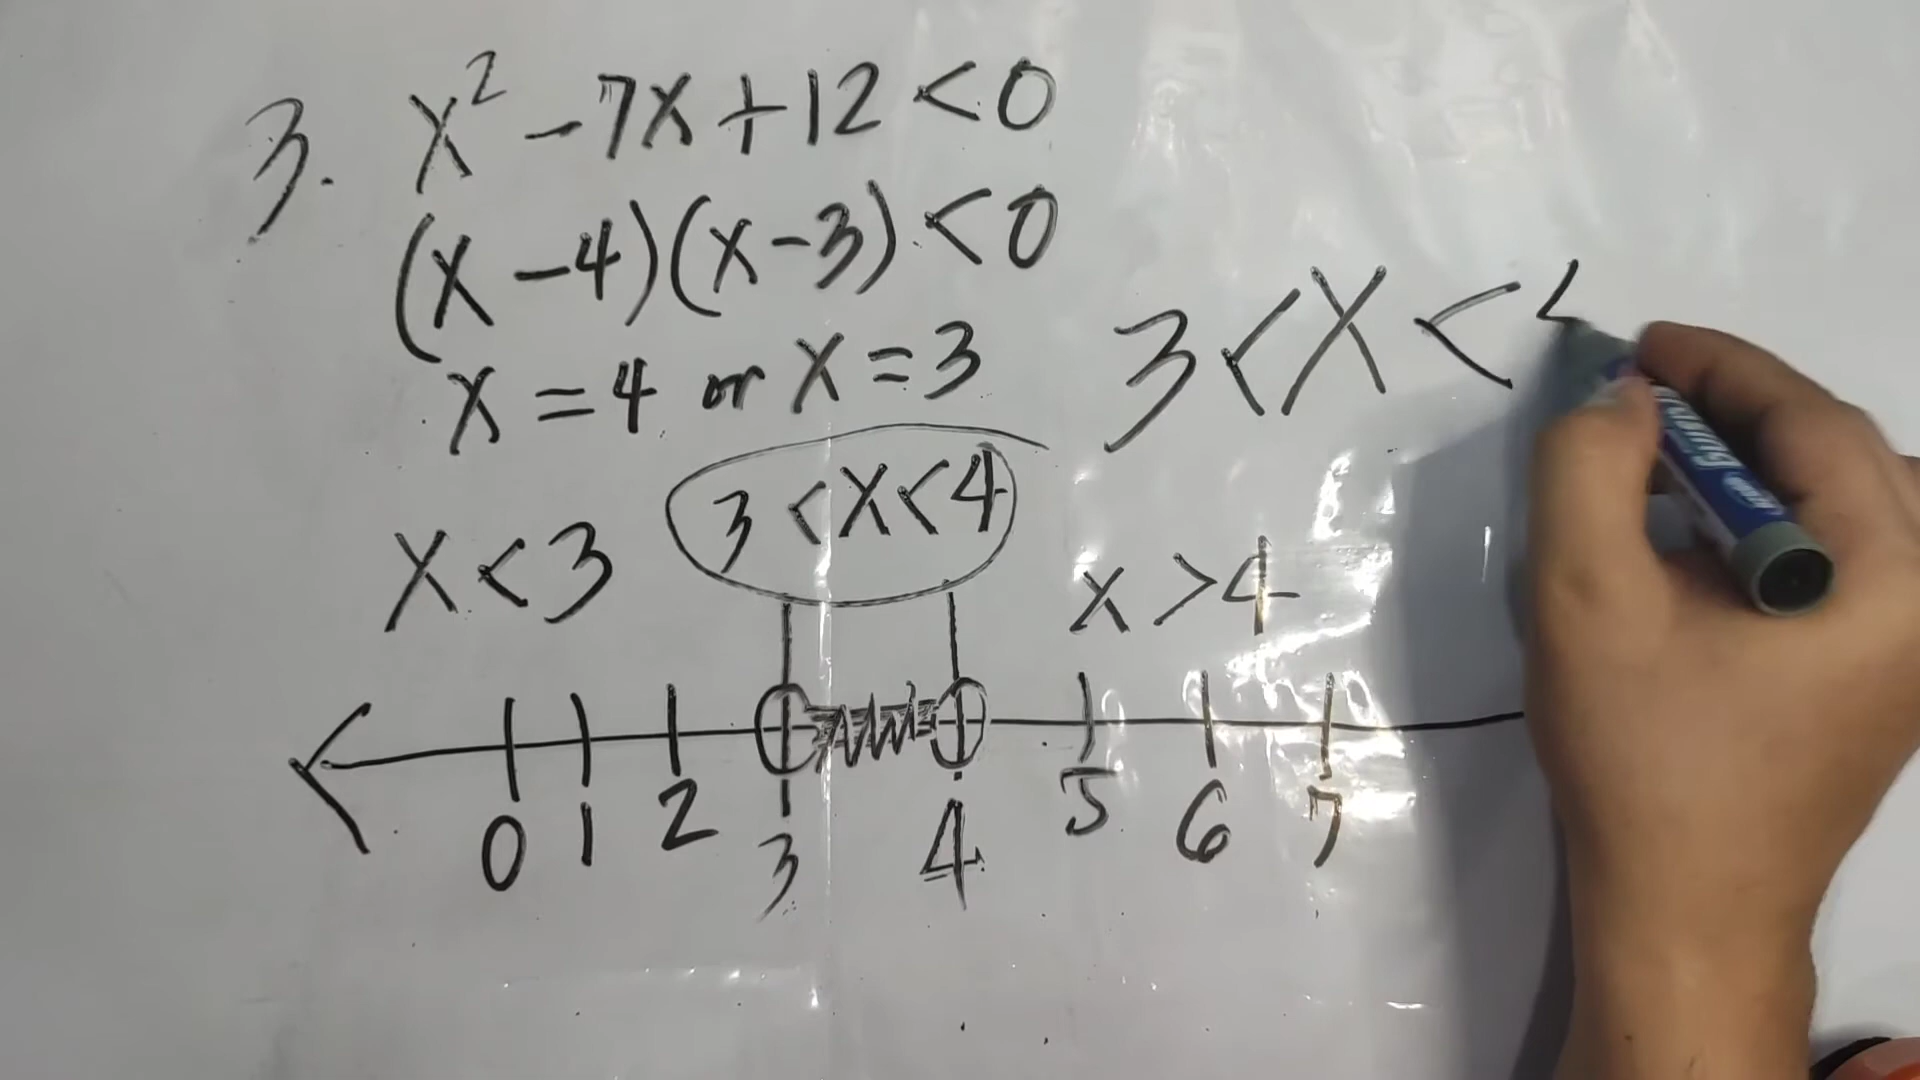 3. x² - 7x + 12 < 0
(x - 4)(x - 3) < 0
x = 4 or x = 3
3 < x <
3 < x < 4
x < 3
x > 4
0 1 2 3 4 5 6 7